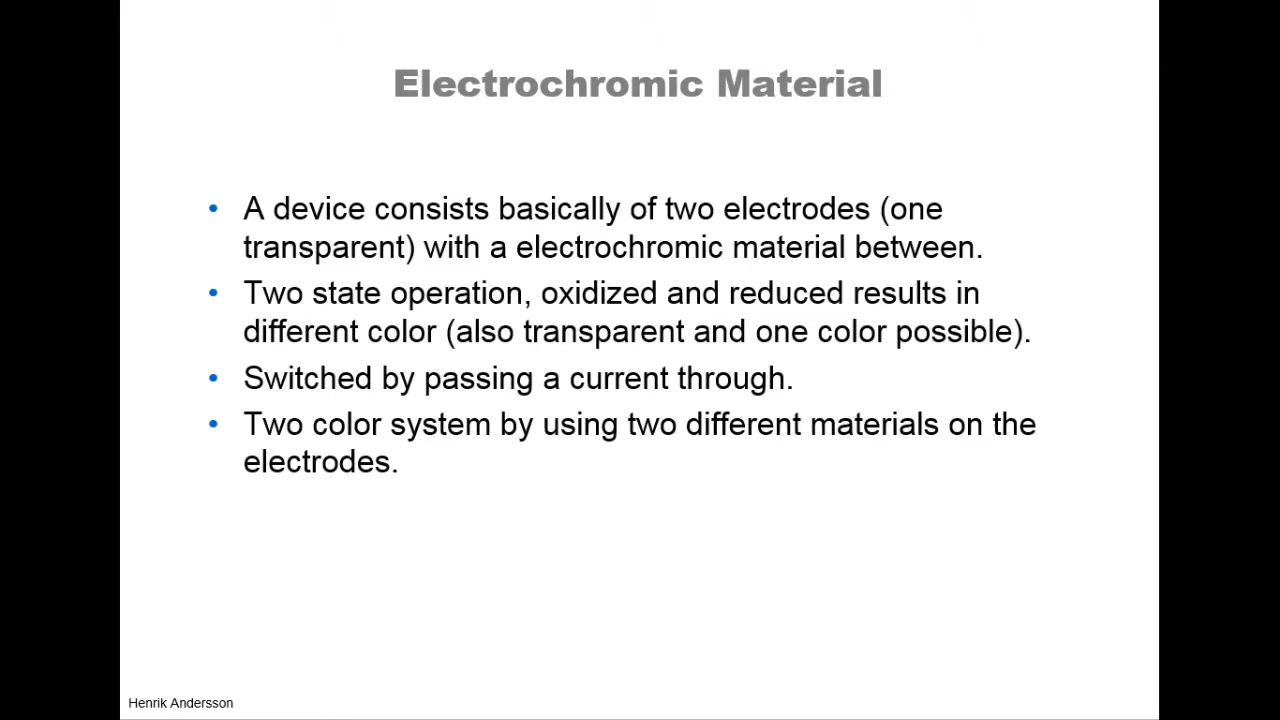 Electrochromic Material
• A device consists basically of two electrodes (one
transparent) with a electrochromic material between.
• Two state operation, oxidized and reduced results in
different color (also transparent and one color possible).
• Switched by passing a current through.
• Two color system by using two different materials on the
electrodes.
Henrik Andersson